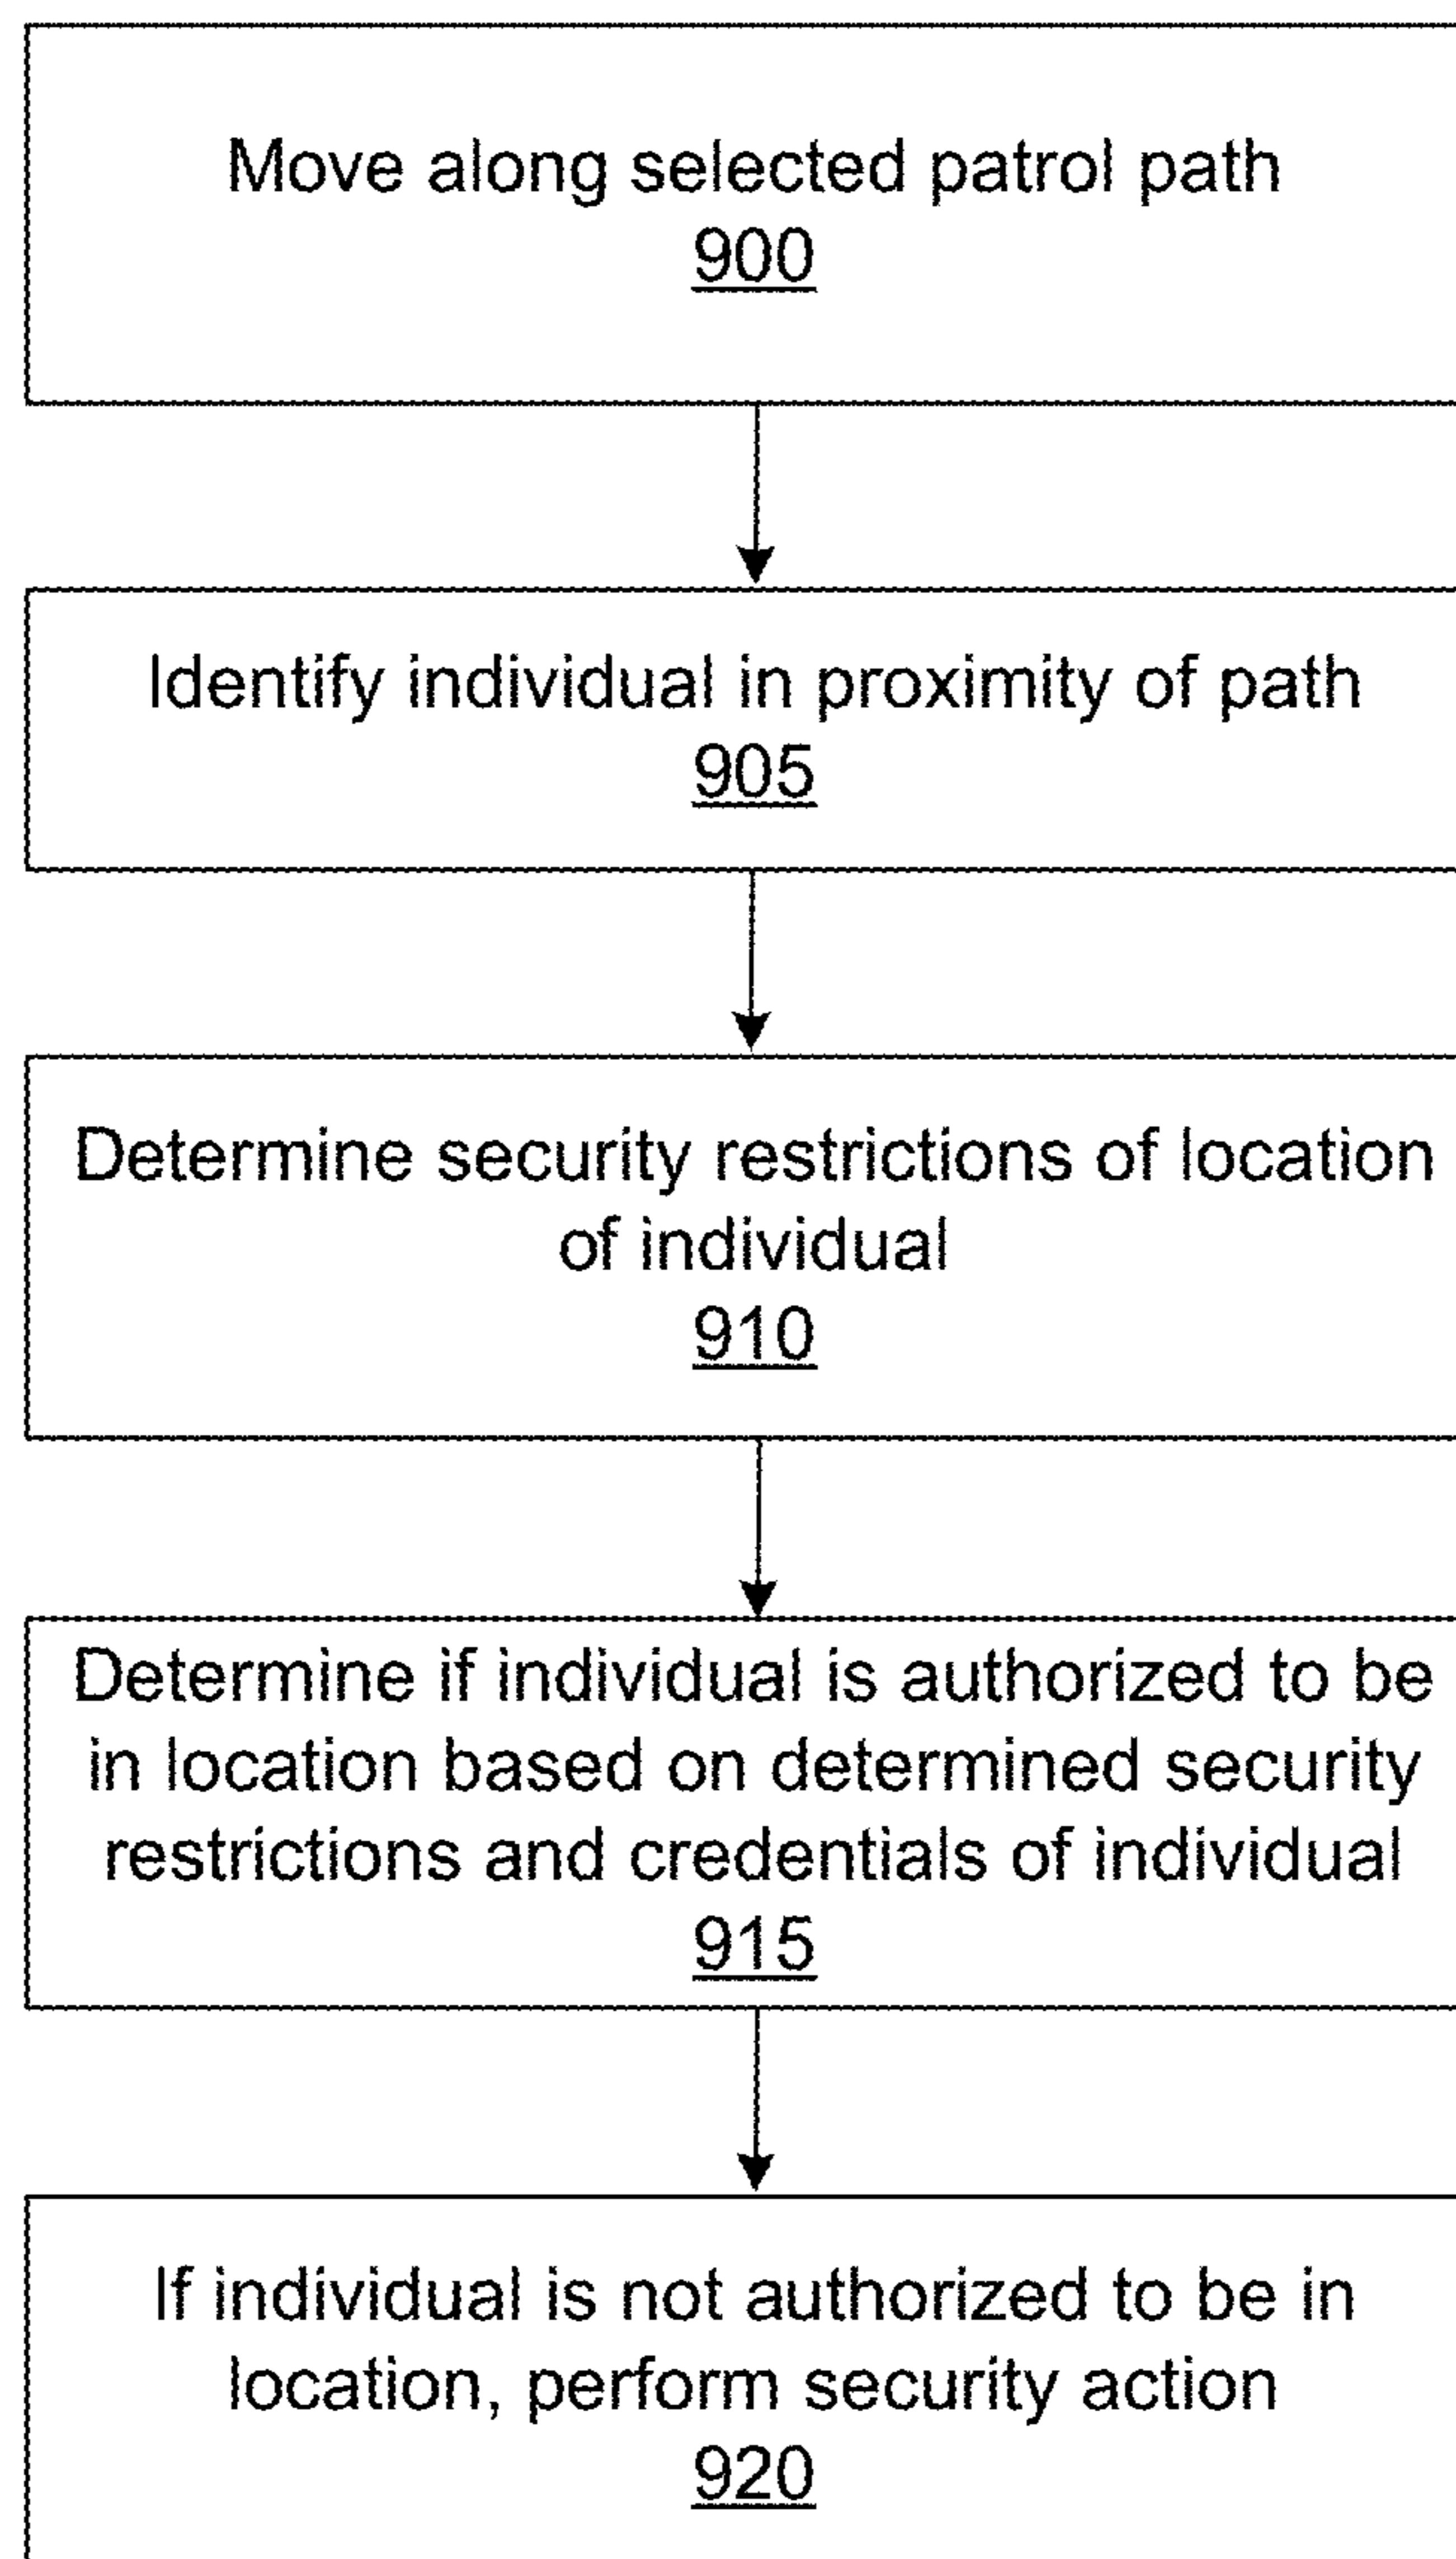 Move along selected patrol path
900
Identify individual in proximity of path
905
Determine security restrictions of location
of individual
910
Determine if individual is authorized to be
in location based on determined security
restrictions and credentials of individual
915
If individual is not authorized to be in
location, perform security action
920